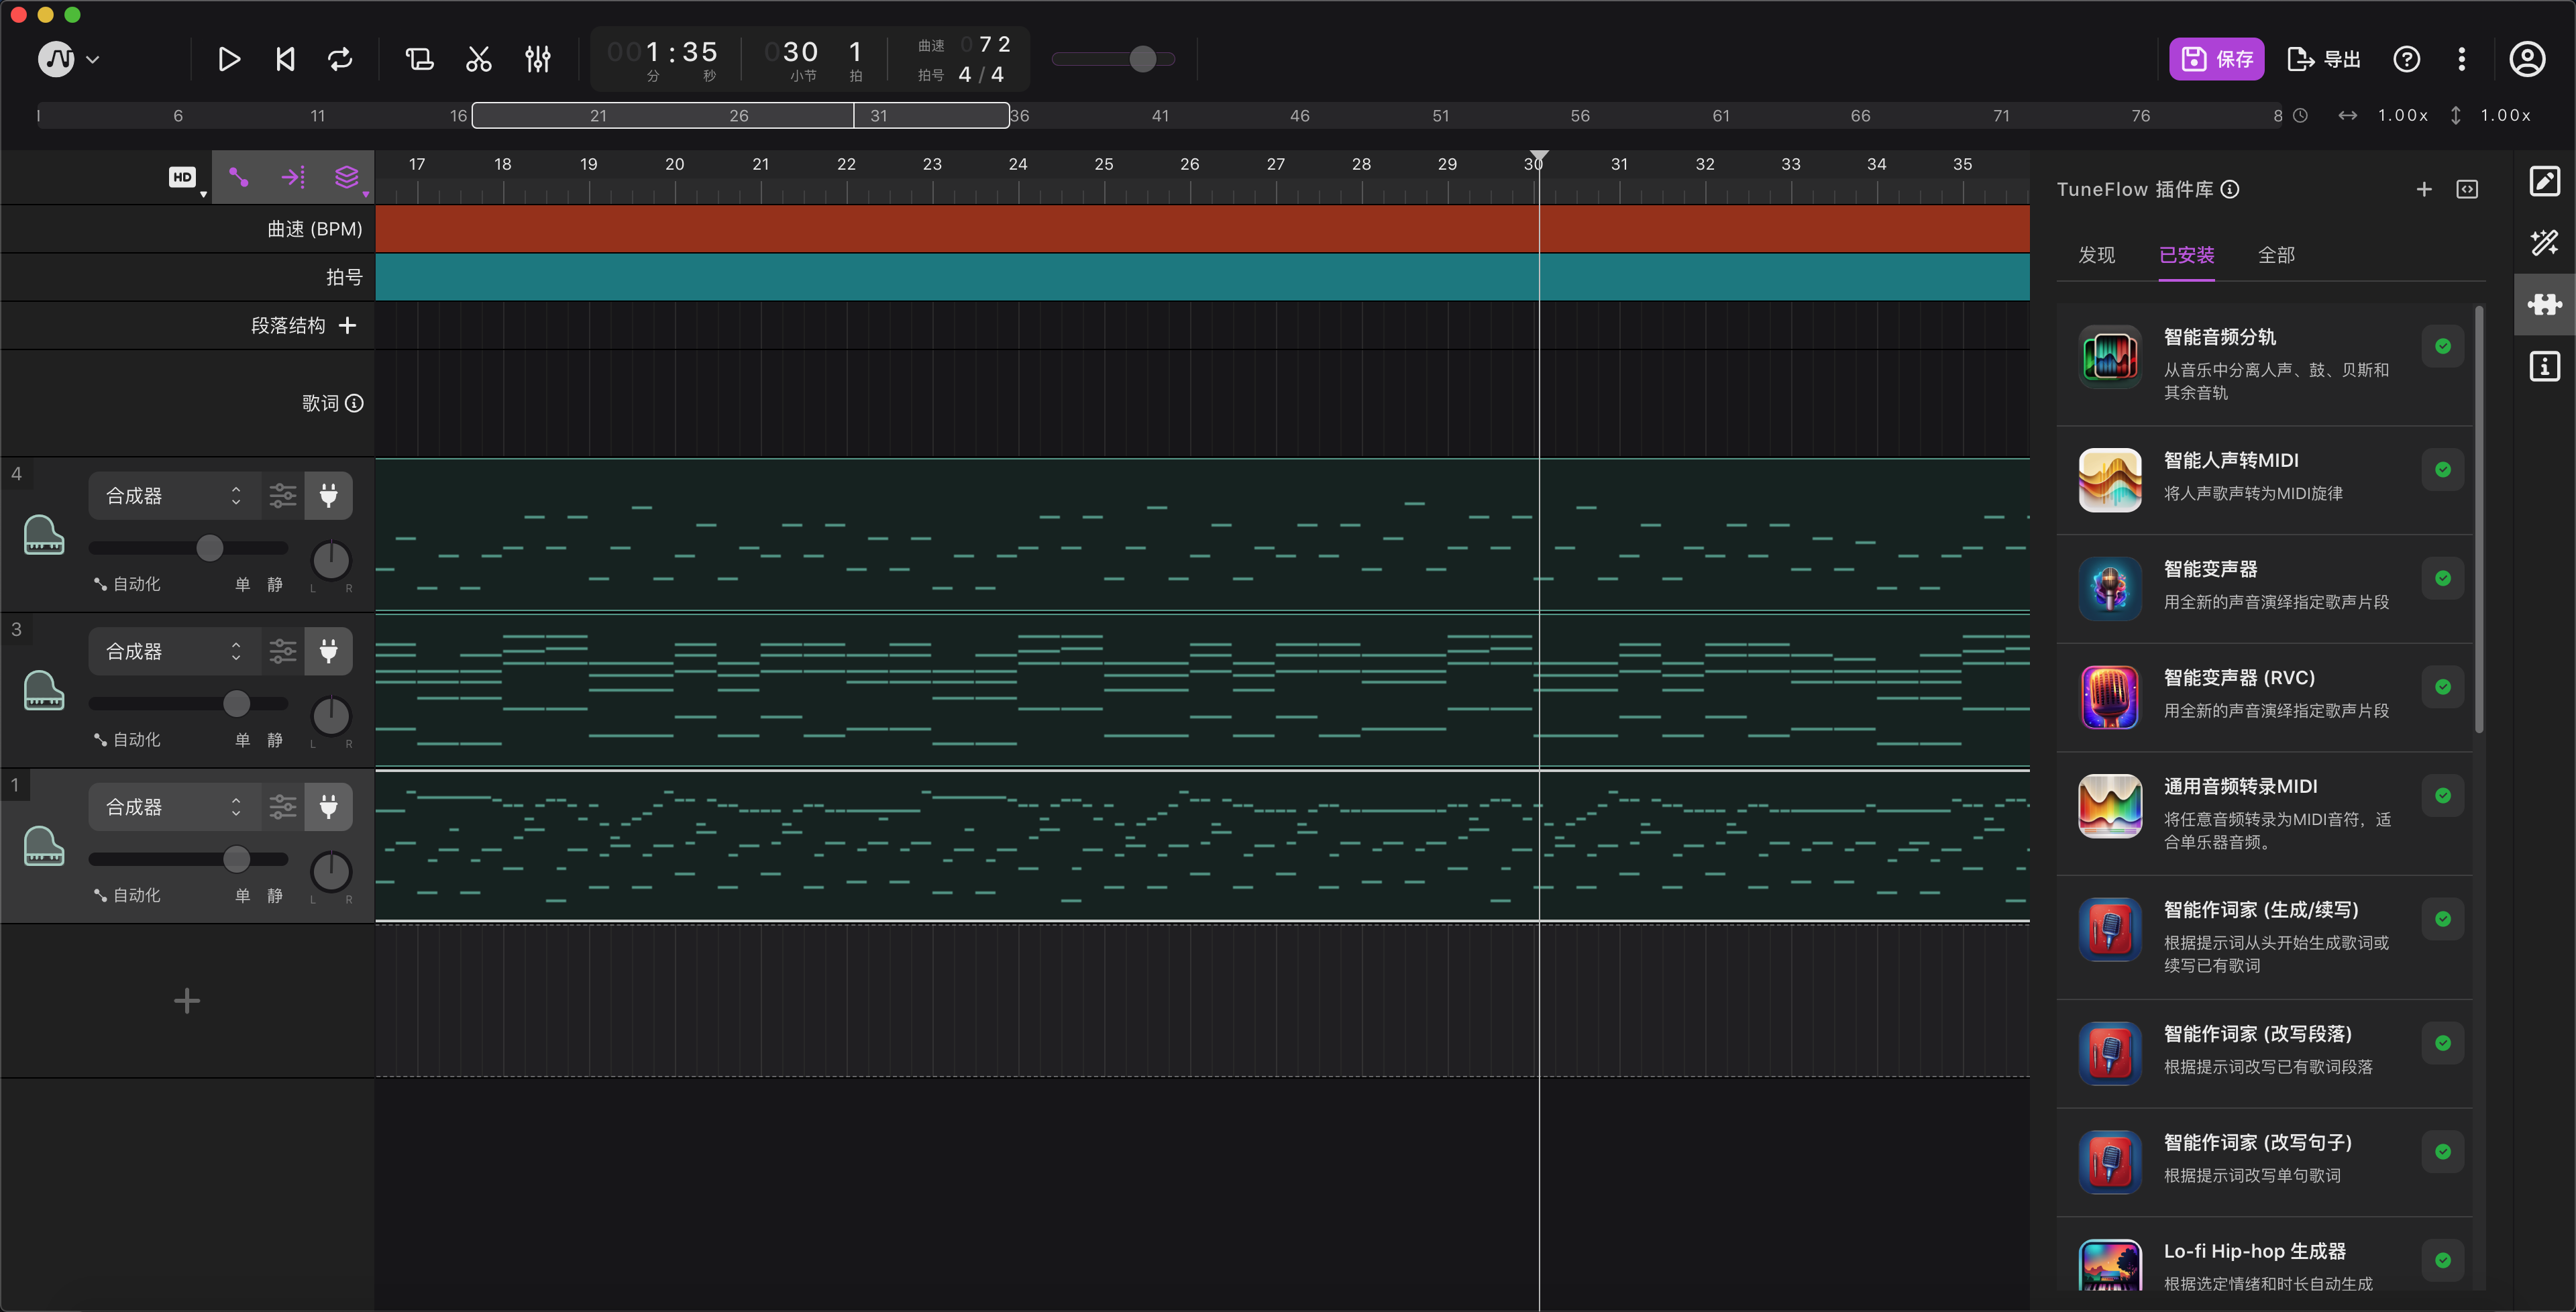 001:35
分 秒
030 1
小节 拍
曲速 072
拍号 4/4
保存
导出
1 6 11 16 21 26 31 36 41 46 51 56 61 66 71 76 8
1.00x 1.00x
HD
17 18 19 20 21 22 23 24 25 26 27 28 29 30 31 32 33 34 35
曲速 (BPM)
拍号
段落结构
歌词
4
合成器
自动化 单 静 L R
3
合成器
自动化 单 静 L R
1
合成器
自动化 单 静 L R
TuneFlow 插件库
发现 已安装 全部
智能音频分轨
从音乐中分离人声、鼓、贝斯和
其余音轨
智能人声转MIDI
将人声歌声转为MIDI旋律
智能变声器
用全新的声音演绎指定歌声片段
智能变声器 (RVC)
用全新的声音演绎指定歌声片段
通用音频转录MIDI
将任意音频转录为MIDI音符，适
合单乐器音频。
智能作词家 (生成/续写)
根据提示词从头开始生成歌词或
续写已有歌词
智能作词家 (改写段落)
根据提示词改写已有歌词段落
智能作词家 (改写句子)
根据提示词改写单句歌词
Lo-fi Hip-hop 生成器
根据选定情绪和时长自动生成